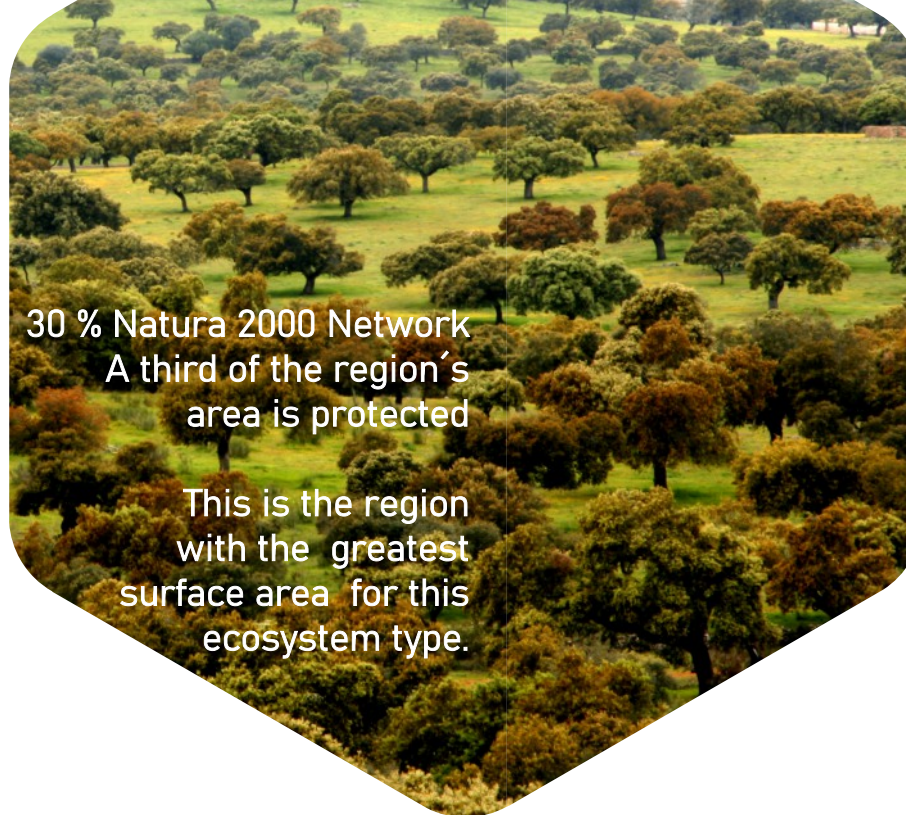 30 % Natura 2000 Network
A third of the region´s
area is protected
This is the region
with the  greatest
surface area  for this
ecosystem type.